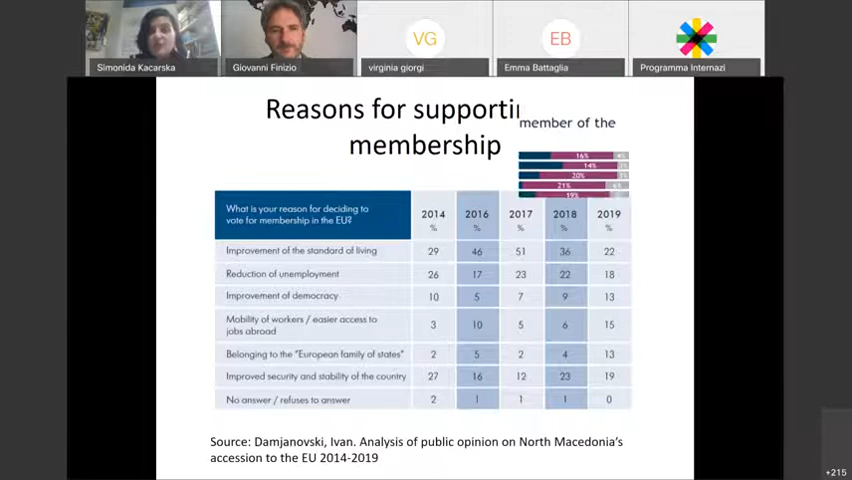 VG
EB
Simonida Kacarska
Giovanni Finizio
virginia giorgi
Emma Battaglia
Programma Internazi
Reasons for supporti
membership
member of the
16% 4%
14%
20%
21% 6%
19%
What is your reason for deciding to
vote for membership in the EU?
2014 % 2016 % 2017 % 2018 % 2019 %
Improvement of the standard of living 29 46 51 36 22
Reduction of unemployment 26 17 23 22 18
Improvement of democracy 10 5 7 9 13
Mobility of workers / easier access to
jobs abroad 3 10 5 6 15
Belonging to the "European family of states" 2 5 2 4 13
Improved security and stability of the country 27 16 12 23 19
No answer / refuses to answer 2 1 1 1 0
Source: Damjanovski, Ivan. Analysis of public opinion on North Macedonia's
accession to the EU 2014-2019
+215